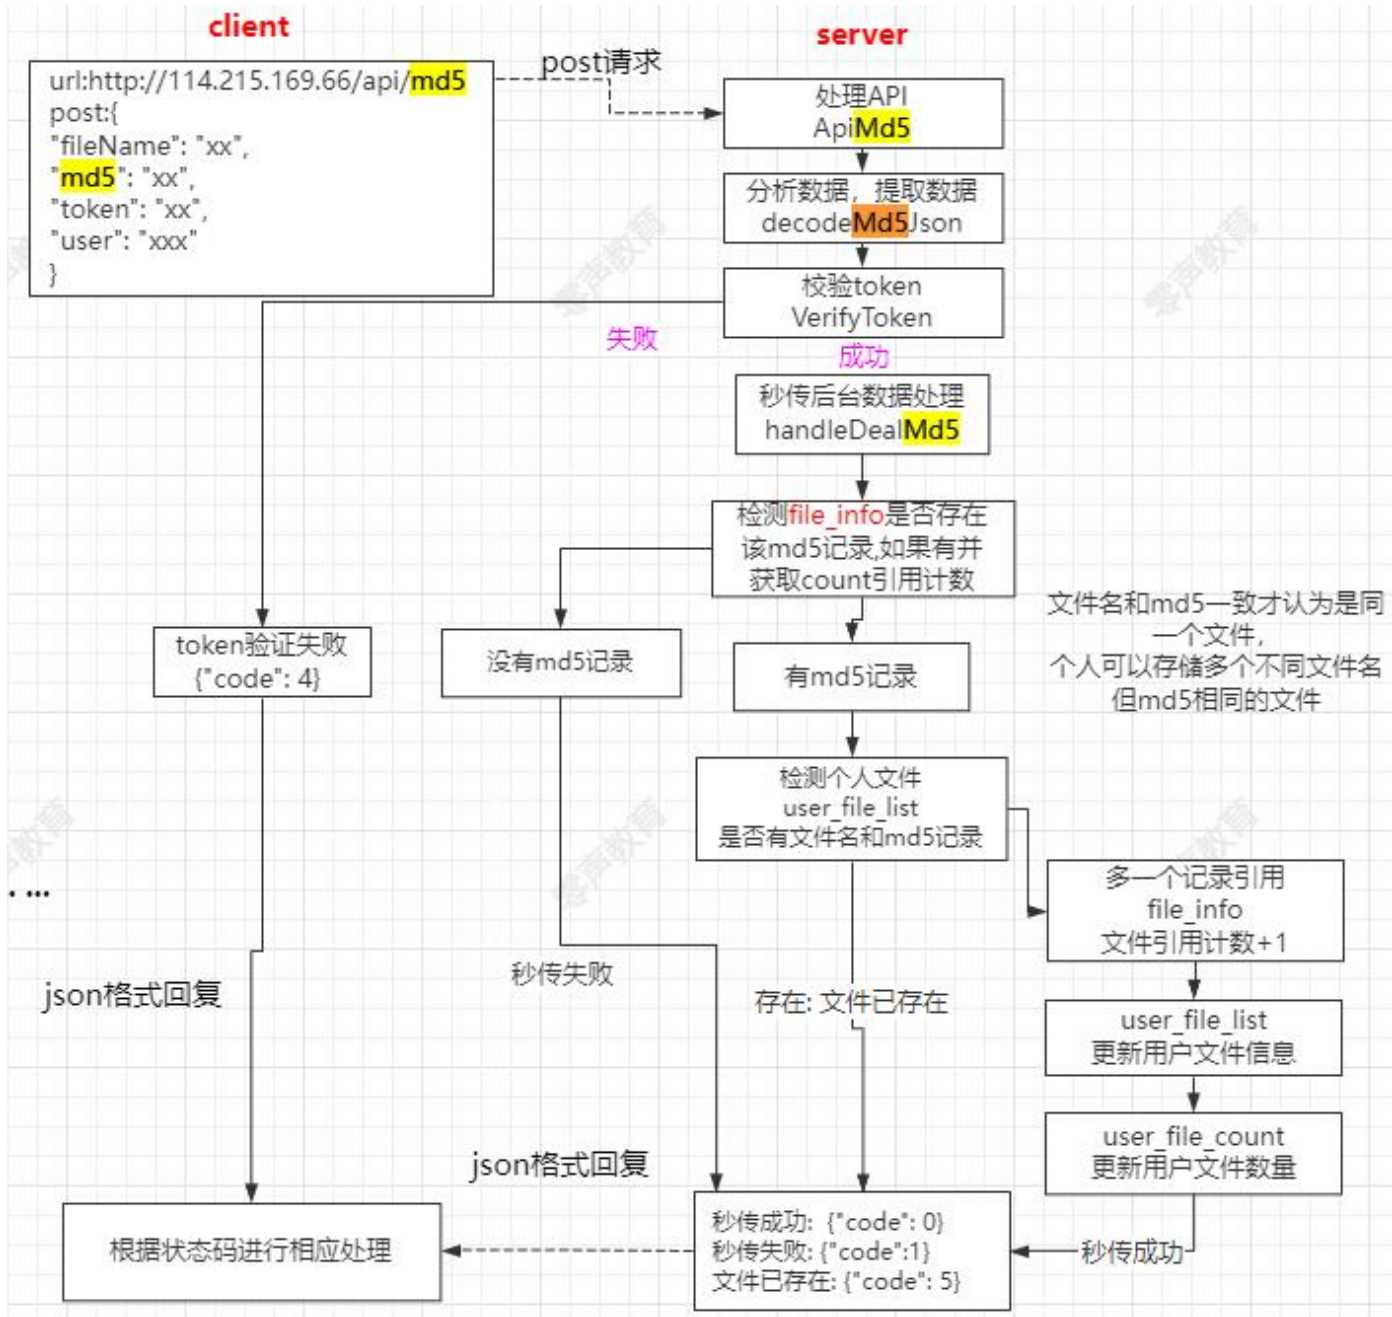 client
server
url:http://114.215.169.66/api/md5
post:{
"fileName": "xx",
"md5": "xx",
"token": "xx",
"user": "xxx"
}
post请求
处理API
ApiMd5
分析数据，提取数据
decodeMd5Json
校验token
VerifyToken
失败
成功
秒传后台数据处理
handleDealMd5
检测file_info是否存在
该md5记录,如果有并
获取count引用计数
文件名和md5一致才认为是同
一个文件，
个人可以存储多个不同文件名
但md5相同的文件
token验证失败
{"code": 4}
没有md5记录
有md5记录
检测个人文件
user_file_list
是否有文件名和md5记录
多一个记录引用
file_info
文件引用计数+1
. ...
秒传失败
json格式回复
存在: 文件已存在
user_file_list
更新用户文件信息
user_file_count
更新用户文件数量
json格式回复
根据状态码进行相应处理
秒传成功: {"code": 0}
秒传失败: {"code":1}
文件已存在: {"code": 5}
秒传成功
零声教育
零声教育
零声教育